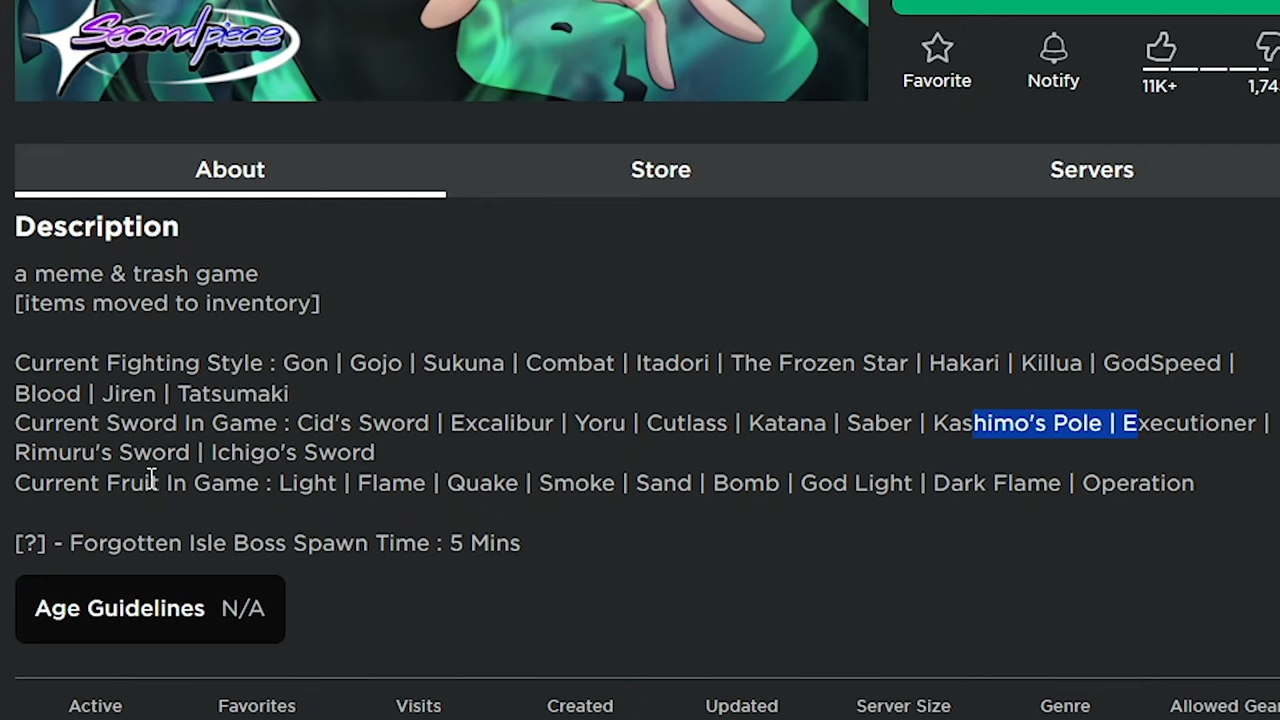 Secondpiece
Favorite
Notify
11K+
1,74
About
Store
Servers
Description
a meme & trash game
[items moved to inventory]
Current Fighting Style : Gon | Gojo | Sukuna | Combat | Itadori | The Frozen Star | Hakari | Killua | GodSpeed |
Blood | Jiren | Tatsumaki
Current Sword In Game : Cid's Sword | Excalibur | Yoru | Cutlass | Katana | Saber | Kashimo's Pole | Executioner |
Rimuru's Sword | Ichigo's Sword
Current Fruit In Game : Light | Flame | Quake | Smoke | Sand | Bomb | God Light | Dark Flame | Operation
[?] - Forgotten Isle Boss Spawn Time : 5 Mins
Age Guidelines N/A
Active
Favorites
Visits
Created
Updated
Server Size
Genre
Allowed Gea